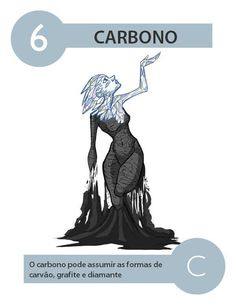 6
CARBONO
O carbono pode assumir as formas de
carvão, grafite e diamante
C